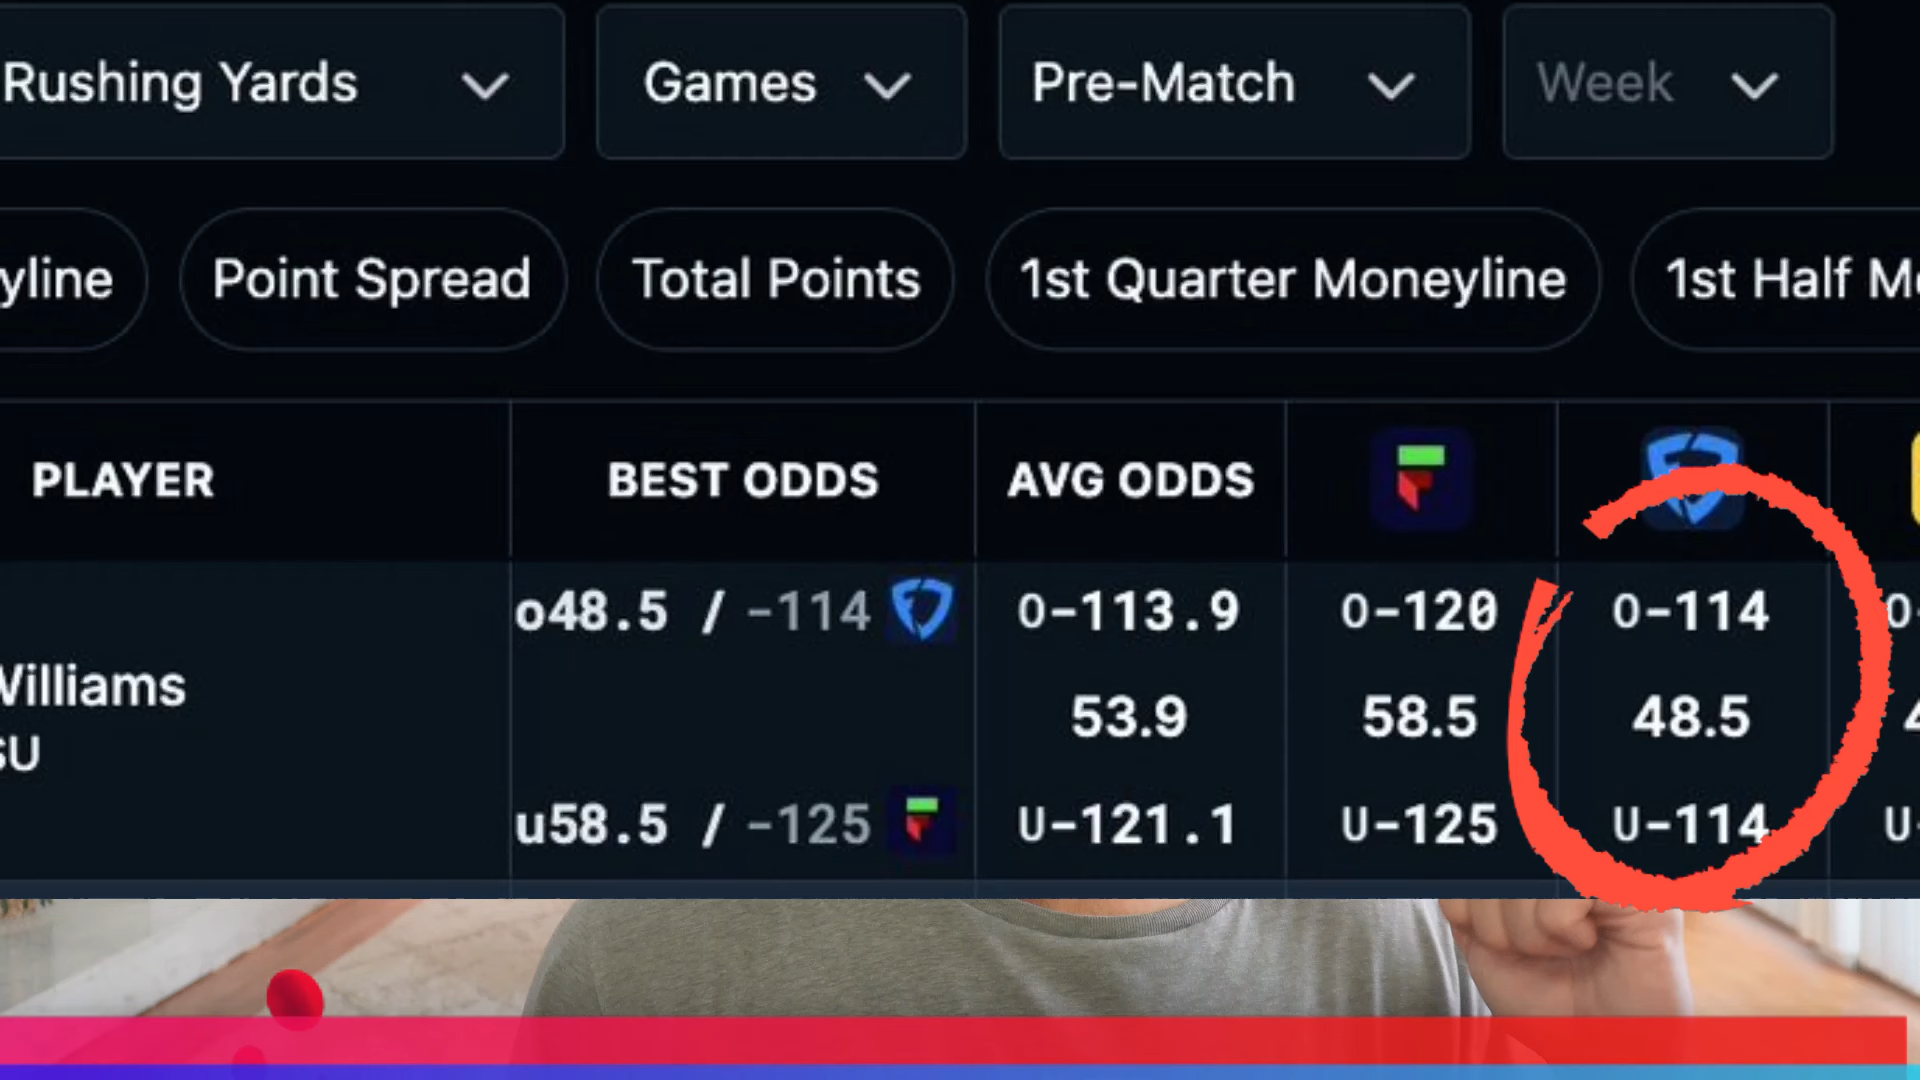 Rushing Yards Games Pre-Match Week
yline Point Spread Total Points 1st Quarter Moneyline 1st Half M
PLAYER BEST ODDS AVG ODDS
o48.5 / -114 O-113.9 O-120 O-114 O-
Villiams 53.9 58.5 48.5 4
SU
u58.5 / -125 U-121.1 U-125 U-114 U-